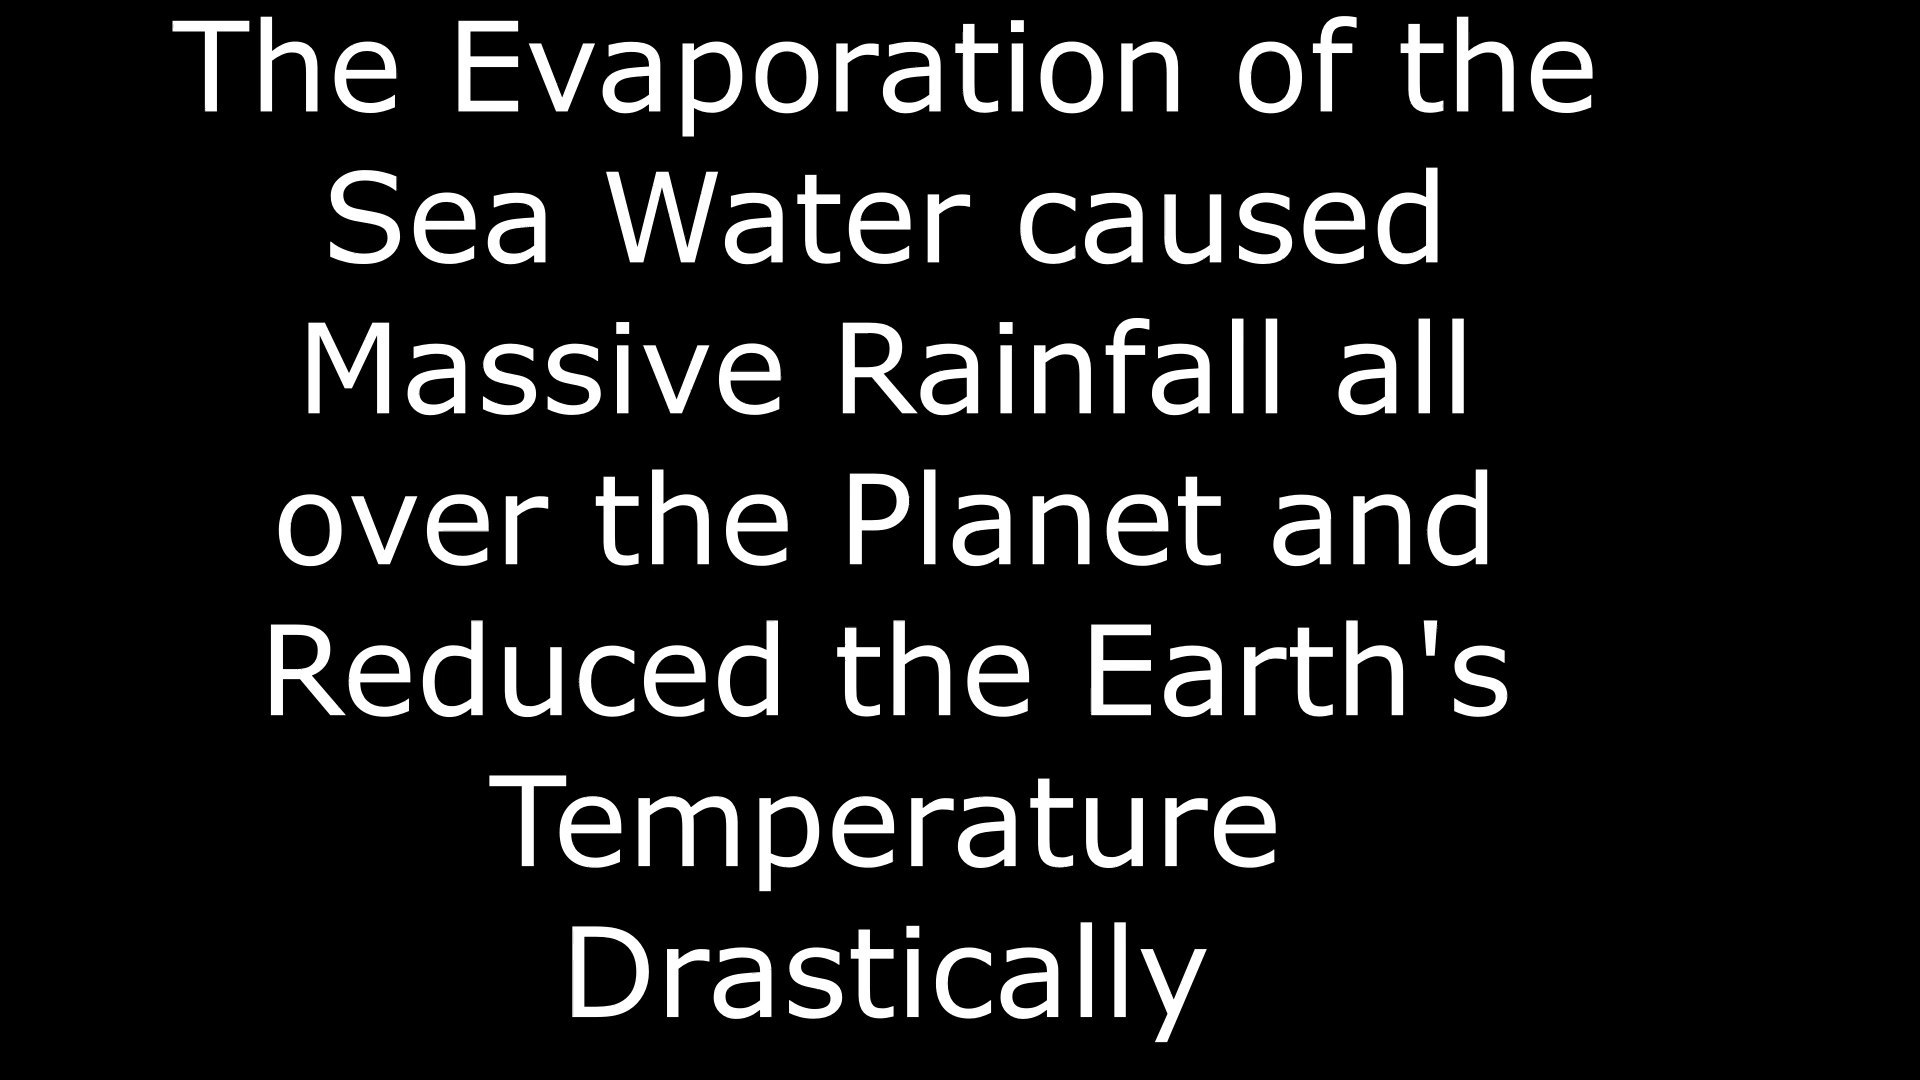 The Evaporation of the
Sea Water caused
Massive Rainfall all
over the Planet and
Reduced the Earth's
Temperature
Drastically